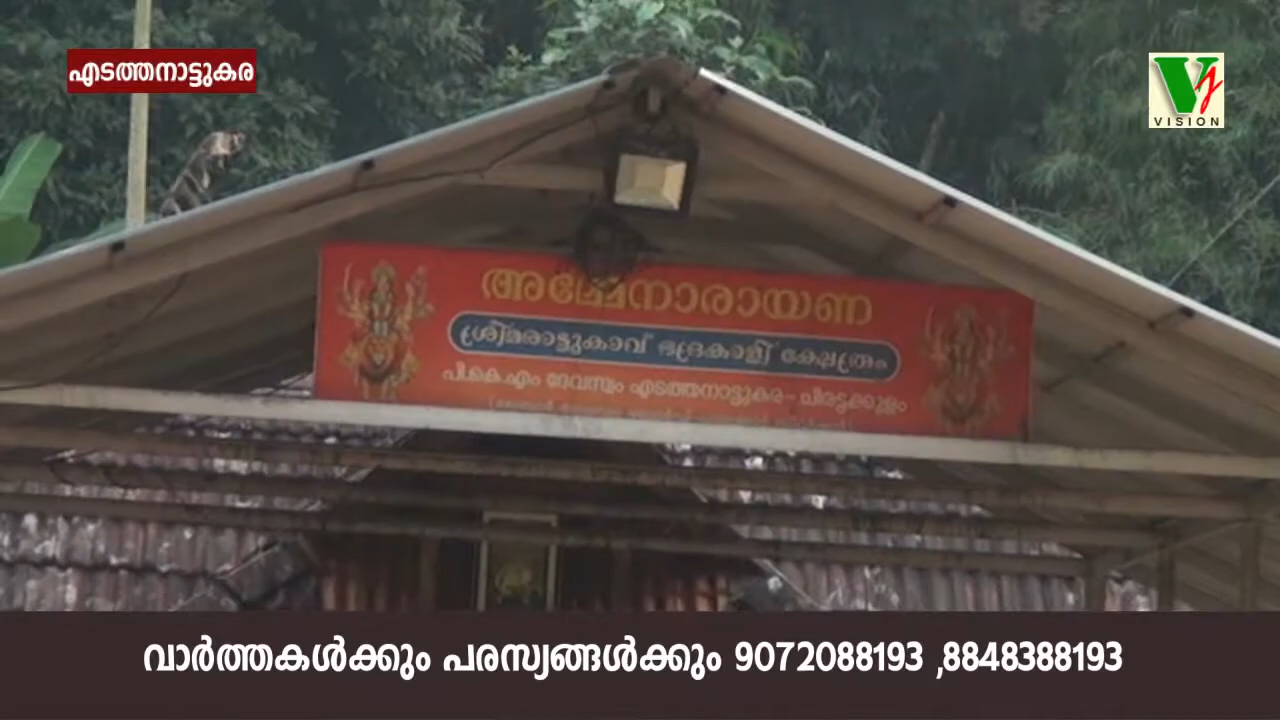 എടത്തനാട്ടുകര
VJ
VISION
അമ്മേനാരായണ
ശ്രീമരാട്ടുകാവ് ഭദ്രകാളി ക്ഷേത്രം
പി.കെ.എം ദേവസ്വം എടത്തനാട്ടുകര - ചിരട്ടക്കുളം
വാർത്തകൾക്കും പരസ്യങ്ങൾക്കും 9072088193 ,8848388193